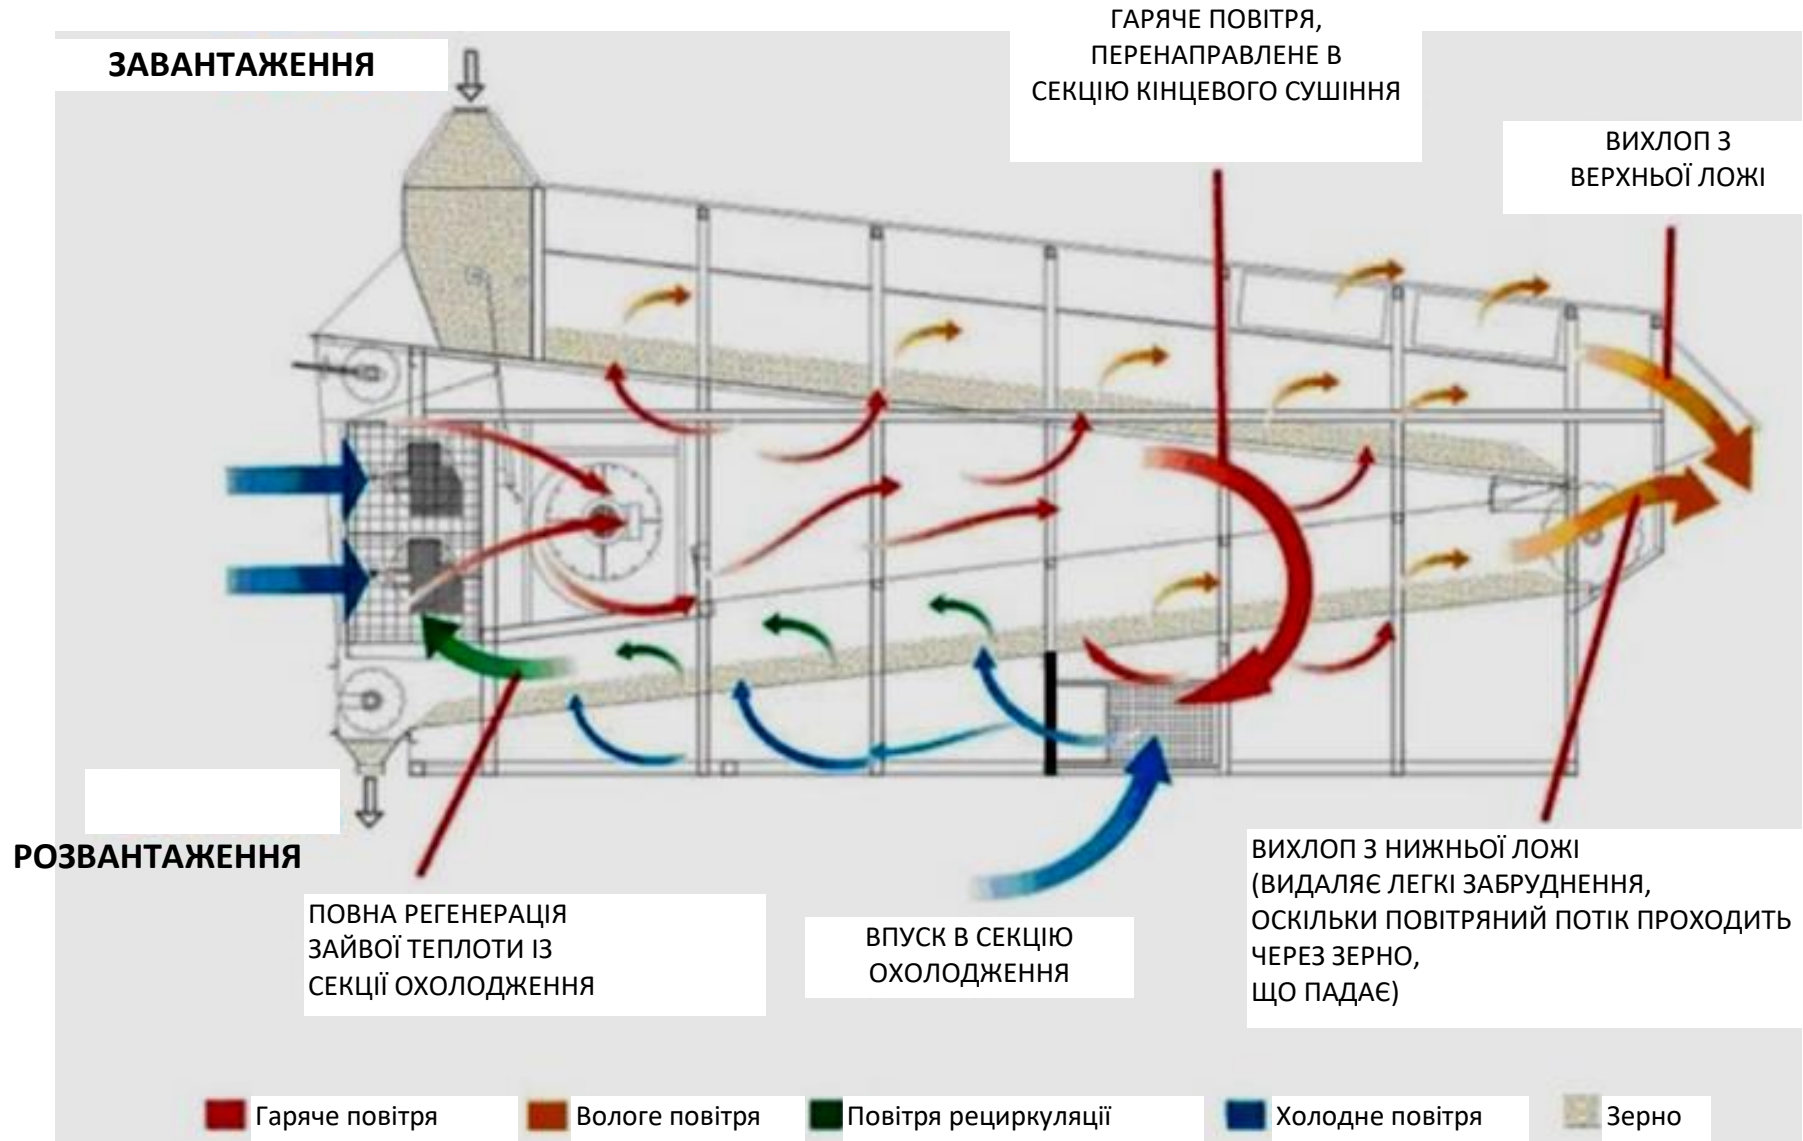 ГАРЯЧЕ ПОВІТРЯ,
ПЕРЕНАПРАВЛЕНЕ В
СЕКЦІЮ КІНЦЕВОГО СУШІННЯ
ЗАВАНТАЖЕННЯ
ВИХЛОП З
ВЕРХНЬОЇ ЛОЖІ
РОЗВАНТАЖЕННЯ
ПОВНА РЕГЕНЕРАЦІЯ
ЗАЙВОЇ ТЕПЛОТИ ІЗ
СЕКЦІЇ ОХОЛОДЖЕННЯ
ВПУСК В СЕКЦІЮ
ОХОЛОДЖЕННЯ
ВИХЛОП З НИЖНЬОЇ ЛОЖІ
(ВИДАЛЯЄ ЛЕГКІ ЗАБРУДНЕННЯ,
ОСКІЛЬКИ ПОВІТРЯНИЙ ПОТІК ПРОХОДИТЬ
ЧЕРЕЗ ЗЕРНО,
ЩО ПАДАЄ)
Гаряче повітря
Вологе повітря
Повітря рециркуляції
Холодне повітря
Зерно